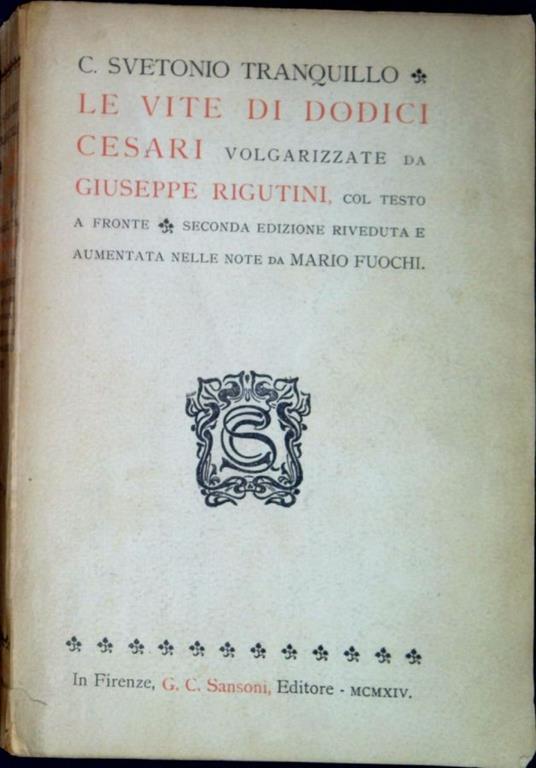 C. SVETONIO TRANQUILLO
LE VITE DI DODICI
CESARI VOLGARIZZATE DA
GIUSEPPE RIGUTINI, COL TESTO
A FRONTE SECONDA EDIZIONE RIVEDUTA E
AUMENTATA NELLE NOTE DA MARIO FUOCHI.
In Firenze, G. C. Sansoni, Editore - MCMXIV.